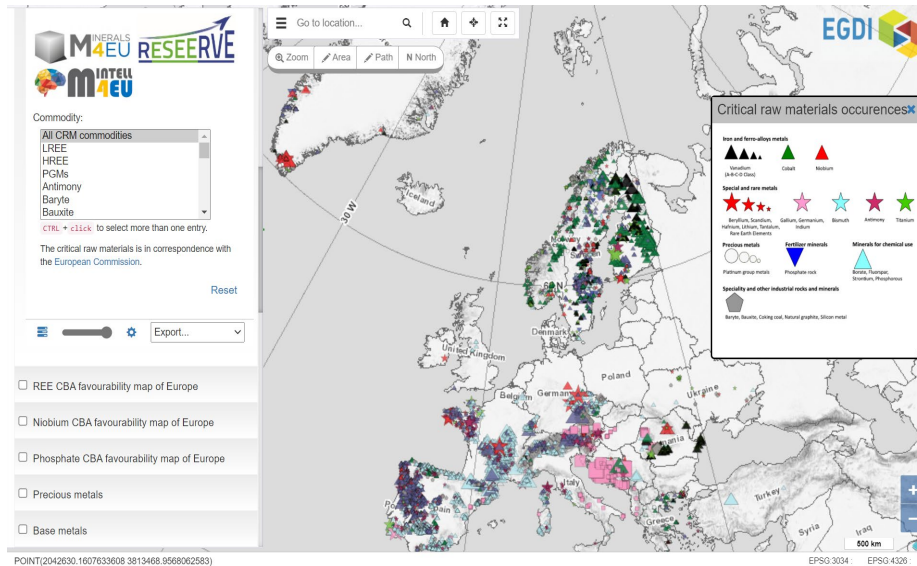 MINERALS
M4EU RESEERVE
MINTELL
4EU
Commodity:
All CRM commodities
LREE
HREE
PGMs
Antimony
Baryte
Bauxite
CTRL + click to select more than one entry.
The critical raw materials is in correspondence with
the European Commission.
Reset
Export...
REE CBA favourability map of Europe
Niobium CBA favourability map of Europe
Phosphate CBA favourability map of Europe
Precious metals
Base metals
POINT(2042630.1607633608 3813468.9568062583)
Go to location...
Zoom
Area
Path
N North
Iceland
30 W
Norway
60 N
Denmark
United Kingdom
Poland
Belgium
Germany
Ukraine
Italy
Greece
Turkey
Syria
Iraq
500 km
EPSG:3034 : EPSG:4326 :
EGDI
Critical raw materials occurences
Iron and ferro-alloys metals
Vanadium
(A-B-C-D Class)
Cobalt
Niobium
Special and rare metals
Beryllium, Scandium,
Hafnium, Lithium, Tantalum,
Rare Earth Elements
Gallium, Germanium,
Indium
Bismuth
Antimony
Titanium
Precious metals
Fertilizer minerals
Minerals for chemical use
Platinum group metals
Phosphate rock
Borate, Fluorspar,
Strontium, Phosphorous
Speciality and other industrial rocks and minerals
Baryte, Bauxite, Coking coal, Natural graphite, Silicon metal